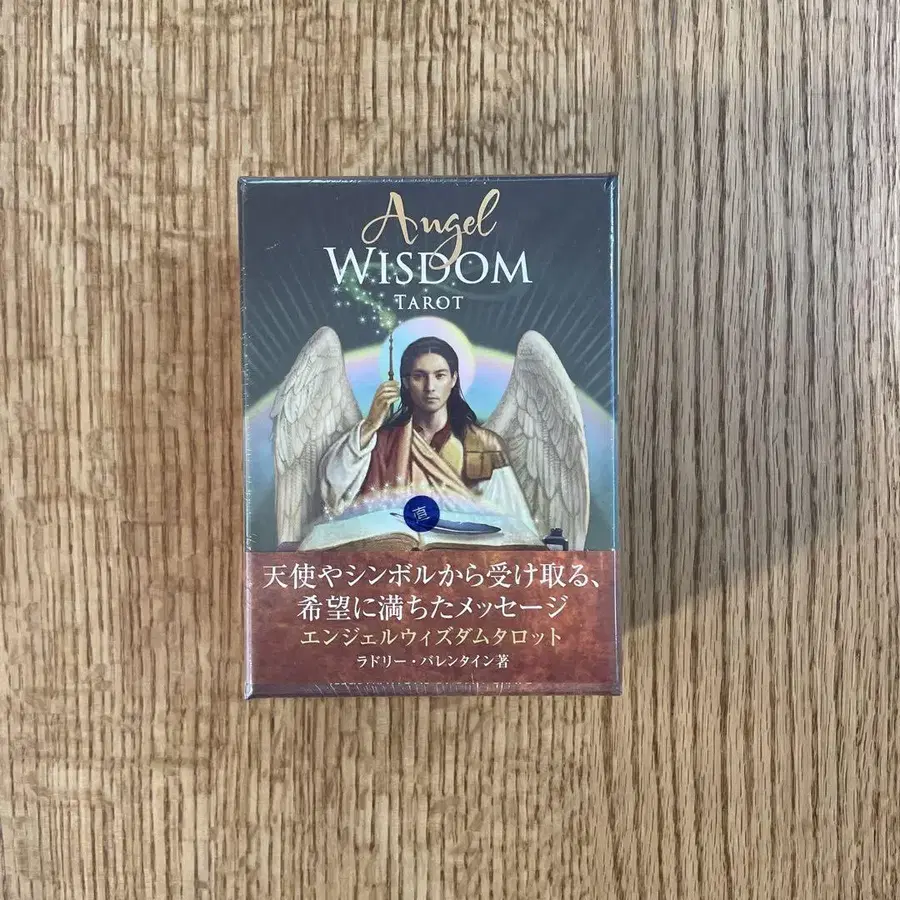 Angel
WISDOM
TAROT
天使やシンボルから受け取る、
希望に満ちたメッセージ
エンジェルウィズダムタロット
ラドリー・バレンタイン著